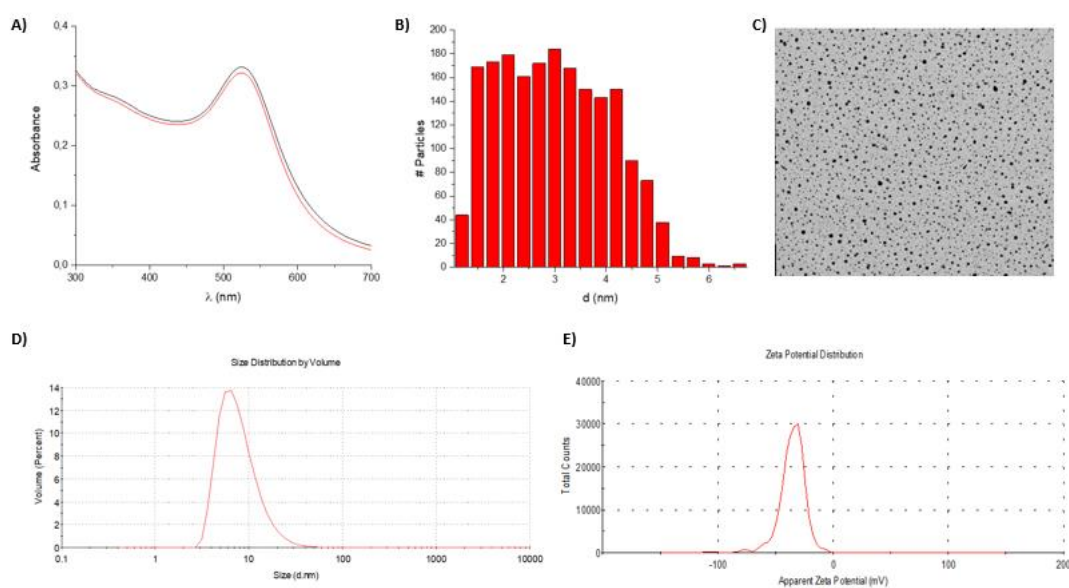 A)
0,4
0,3
0,2
0,1
0,0
Absorbance
300 400 500 600 700
λ (nm)
B)
200
180
160
140
120
100
80
60
40
20
0
# Particles
2 3 4 5 6
d (nm)
C)
D)
Size Distribution by Volume
14
12
10
8
6
4
2
0
Volume (Percent)
0.1 1 10 100 1000 10000
Size (d.nm)
E)
Zeta Potential Distribution
40000
30000
20000
10000
0
Total Counts
-100 0 100 200
Apparent Zeta Potential (mV)